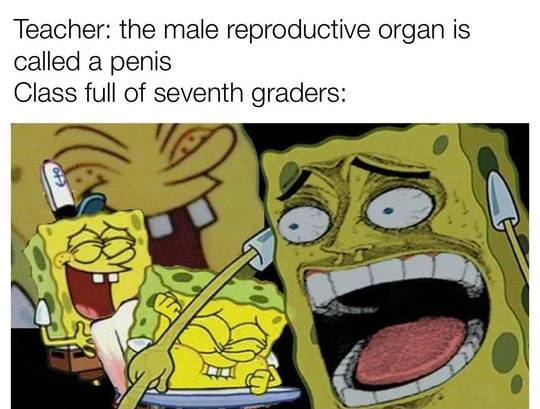 Teacher: the male reproductive organ is
called a penis
Class full of seventh graders: